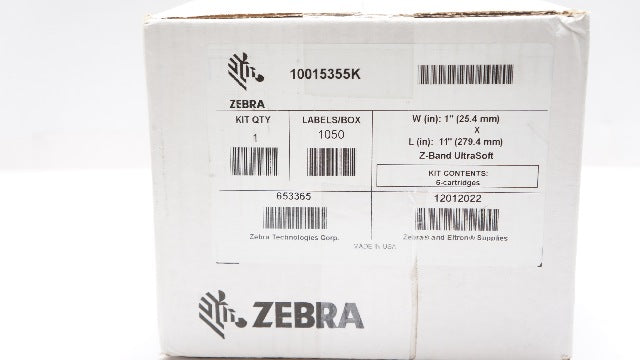 10015355K
ZEBRA
KIT QTY
1
LABELS/BOX
1050
W (in): 1" (25.4 mm)
X
L (in): 11" (279.4 mm)
Z-Band UltraSoft
KIT CONTENTS:
6-cartridges
653365
Zebra Technologies Corp.
12012022
Zebra® and Eltron® Supplies
MADE IN USA
ZEBRA